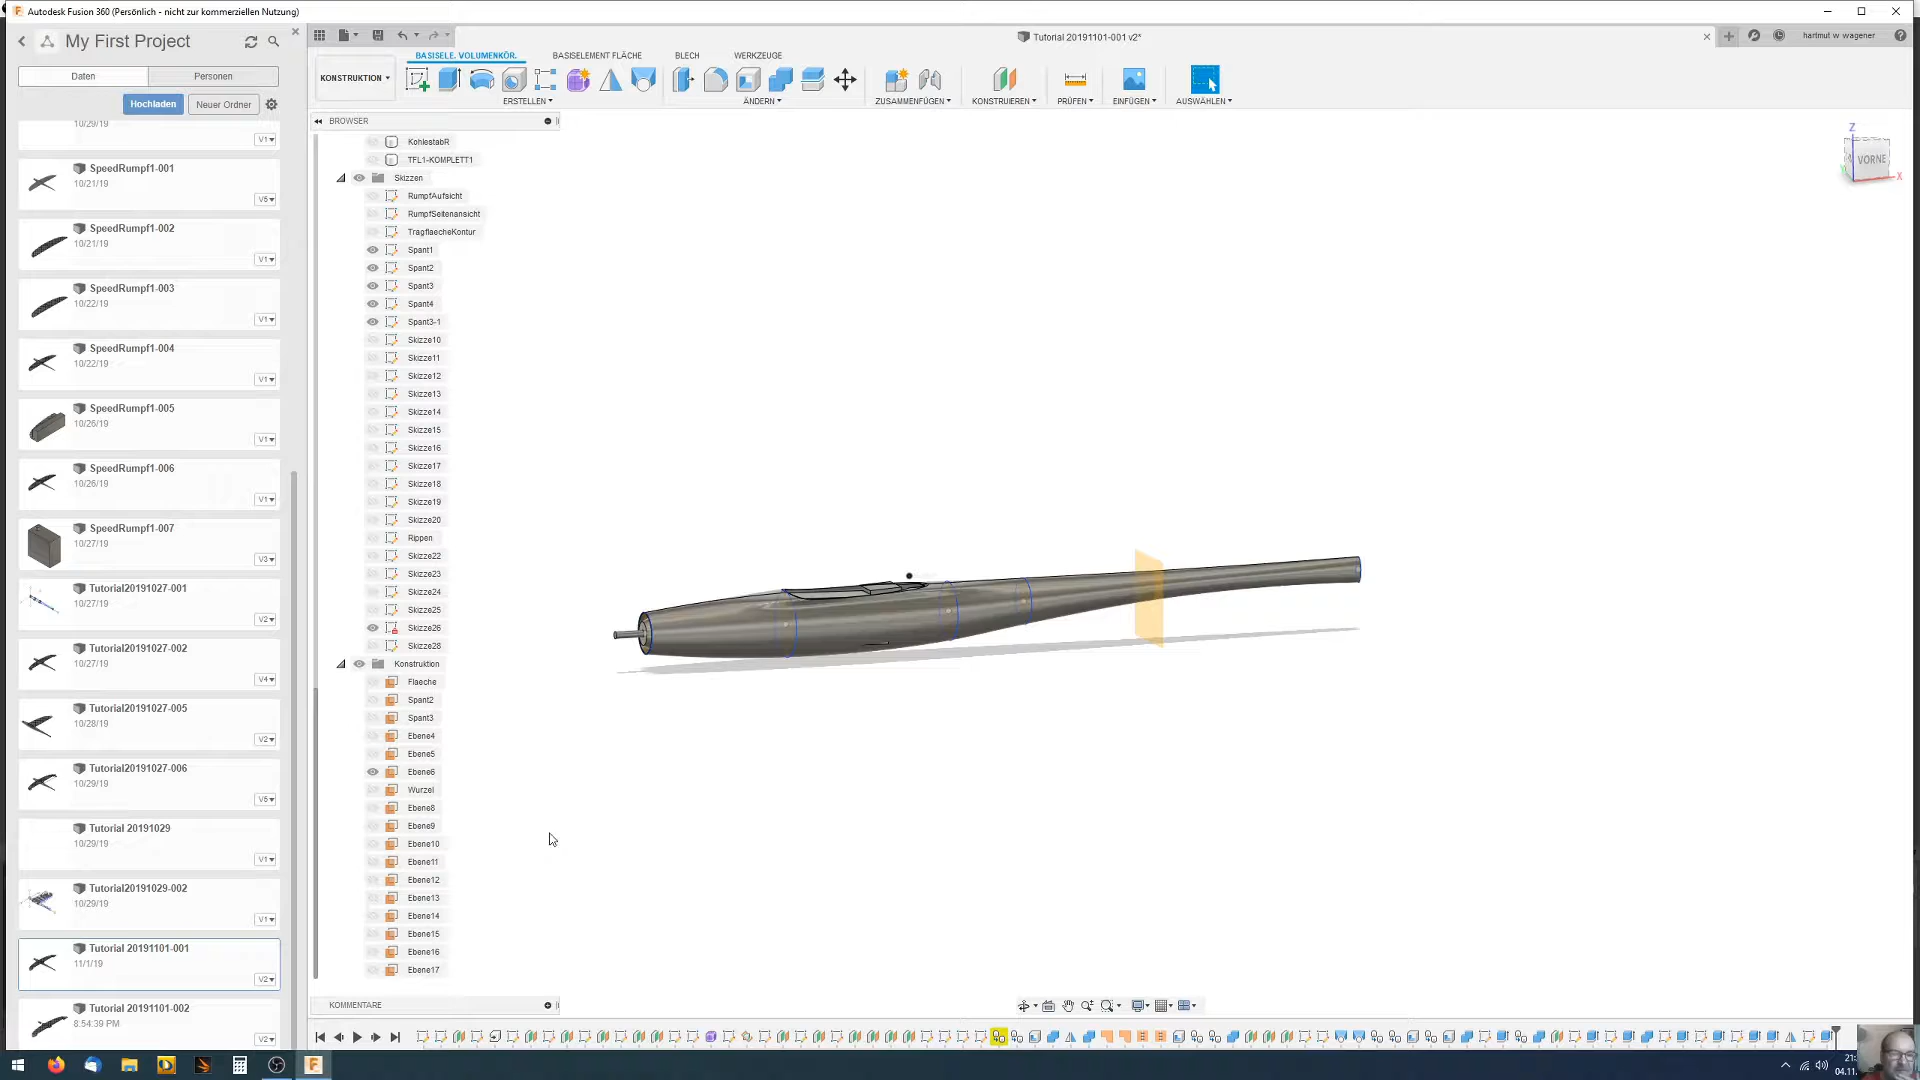 Autodesk Fusion 360 (Persönlich - nicht zur kommerziellen Nutzung)
My First Project
Daten
Personen
Hochladen
Neuer Ordner
10/29/19
V1
SpeedRumpf1-001
10/21/19
V5
SpeedRumpf1-002
10/21/19
V1
SpeedRumpf1-003
10/22/19
V1
SpeedRumpf1-004
10/22/19
V1
SpeedRumpf1-005
10/26/19
V1
SpeedRumpf1-006
10/26/19
V1
SpeedRumpf1-007
10/27/19
V3
Tutorial20191027-001
10/27/19
V2
Tutorial20191027-002
10/27/19
V4
Tutorial20191027-005
10/28/19
V2
Tutorial20191027-006
10/29/19
V5
Tutorial 20191029
10/29/19
V1
Tutorial20191029-002
10/29/19
V1
Tutorial 20191101-001
11/1/19
V2
Tutorial 20191101-002
8:54:39 PM
V2
Tutorial 20191101-001 v2*
hartmut w wagener
KONSTRUKTION
BASISELE. VOLUMENKÖR.
BASISELEMENT FLÄCHE
BLECH
WERKZEUGE
ERSTELLEN
ÄNDERN
ZUSAMMENFÜGEN
KONSTRUIEREN
PRÜFEN
EINFÜGEN
AUSWÄHLEN
BROWSER
KohlestabR
TFL1-KOMPLETT1
Skizzen
RumpfAufsicht
RumpfSeitenansicht
TragflaecheKontur
Spant1
Spant2
Spant3
Spant4
Spant3-1
Skizze10
Skizze11
Skizze12
Skizze13
Skizze14
Skizze15
Skizze16
Skizze17
Skizze18
Skizze19
Skizze20
Rippen
Skizze22
Skizze23
Skizze24
Skizze25
Skizze26
Skizze28
Konstruktion
Flaeche
Spant2
Spant3
Ebene4
Ebene5
Ebene6
Wurzel
Ebene8
Ebene9
Ebene10
Ebene11
Ebene12
Ebene13
Ebene14
Ebene15
Ebene16
Ebene17
KOMMENTARE
Z
VORNE
X
21:
04.11.